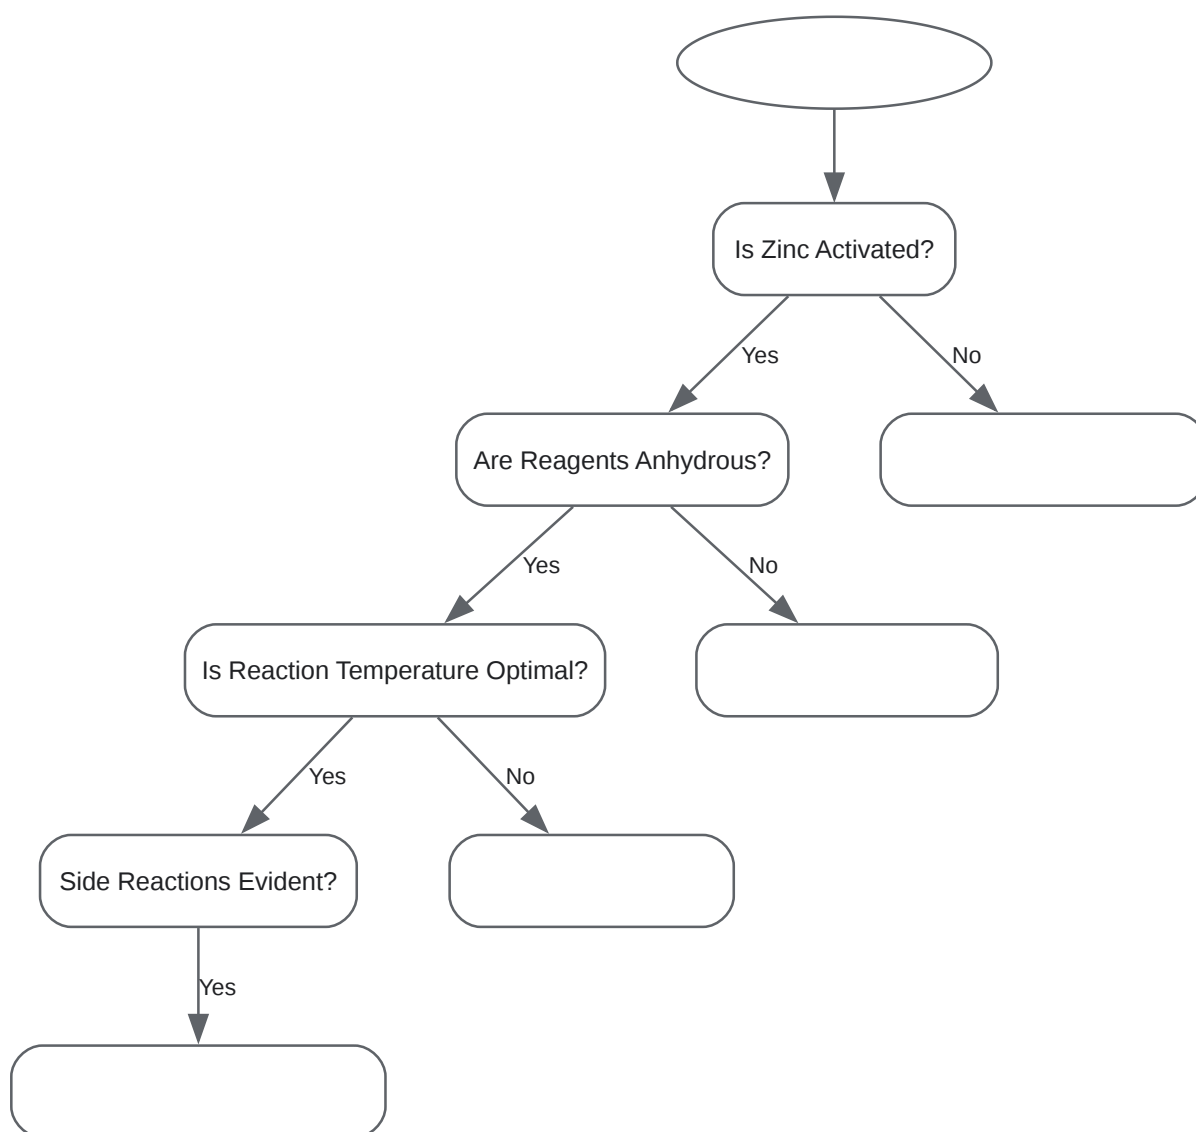 Is Zinc Activated?
Yes
No
Are Reagents Anhydrous?
Yes
No
Is Reaction Temperature Optimal?
Yes
No
Side Reactions Evident?
Yes